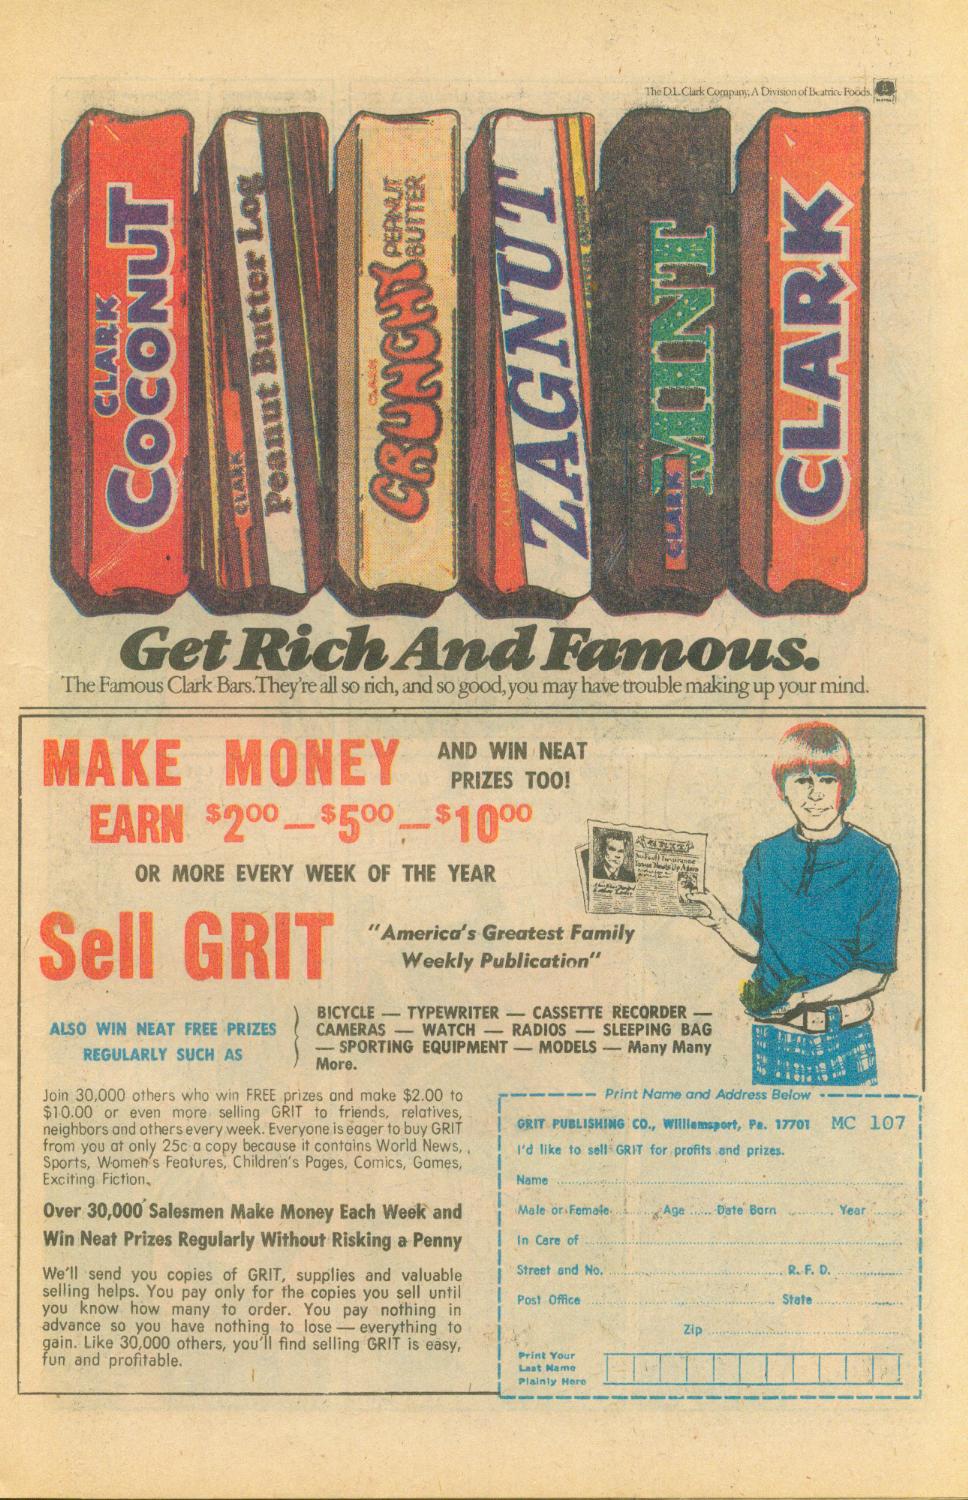 The D.L. Clark Company, A Division of Beatrice Foods.
CLARK
COCONUT
CLARK
Peanut Butter Log
CLARK
CRUNCHY
PEANUT
BUTTER
CLARK
ZAGNUT
CLARK
MINT
CLARK
Get Rich And Famous.
The Famous Clark Bars. They're all so rich, and so good, you may have trouble making up your mind.
MAKE MONEY
AND WIN NEAT
PRIZES TOO!
EARN $200—$500—$1000
OR MORE EVERY WEEK OF THE YEAR
Sell GRIT
"America's Greatest Family
Weekly Publication"
GRIT
ALSO WIN NEAT FREE PRIZES
REGULARLY SUCH AS
BICYCLE — TYPEWRITER — CASSETTE RECORDER —
CAMERAS — WATCH — RADIOS — SLEEPING BAG
— SPORTING EQUIPMENT — MODELS — Many Many
More.
Join 30,000 others who win FREE prizes and make $2.00 to
$10.00 or even more selling GRIT to friends, relatives,
neighbors and others every week. Everyone is eager to buy GRIT
from you at only 25c a copy because it contains World News,
Sports, Women's Features, Children's Pages, Comics, Games,
Exciting Fiction.
Over 30,000 Salesmen Make Money Each Week and
Win Neat Prizes Regularly Without Risking a Penny
We'll send you copies of GRIT, supplies and valuable
selling helps. You pay only for the copies you sell until
you know how many to order. You pay nothing in
advance so you have nothing to lose — everything to
gain. Like 30,000 others, you'll find selling GRIT is easy,
fun and profitable.
Print Name and Address Below
GRIT PUBLISHING CO., Williamsport, Pa. 17701 MC 107
I'd like to sell GRIT for profits and prizes.
Name
Male or Female Age Date Born Year
In Care of
Street and No. R. F. D.
Post Office State
Zip
Print Your
Last Name
Plainly Here